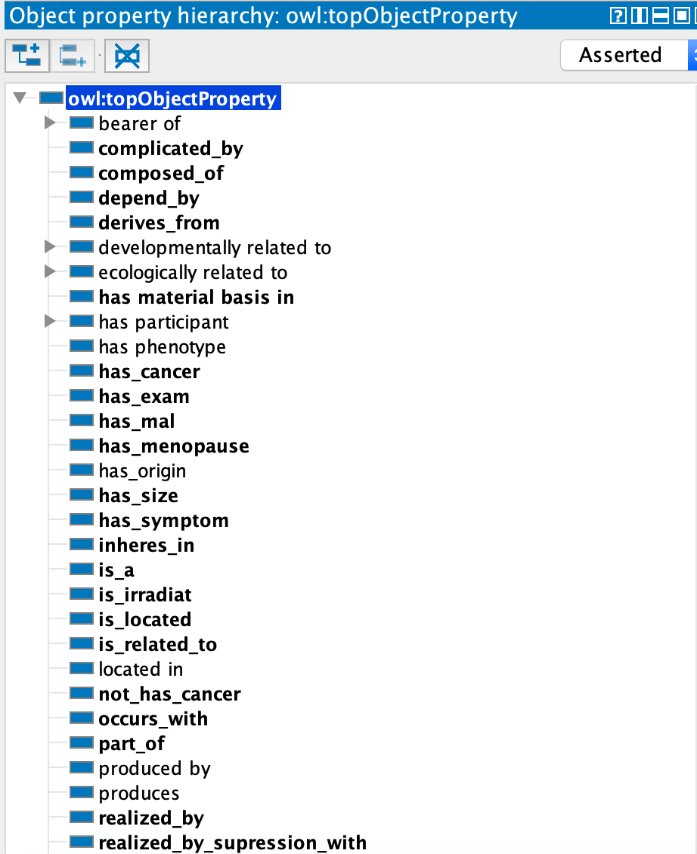 Object property hierarchy: owl:topObjectProperty
Asserted
owl:topObjectProperty
bearer of
complicated_by
composed_of
depend_by
derives_from
developmentally related to
ecologically related to
has material basis in
has participant
has phenotype
has_cancer
has_exam
has_mal
has_menopause
has_origin
has_size
has_symptom
inheres_in
is_a
is_irradiat
is_located
is_related_to
located in
not_has_cancer
occurs_with
part_of
produced by
produces
realized_by
realized_by_supression_with